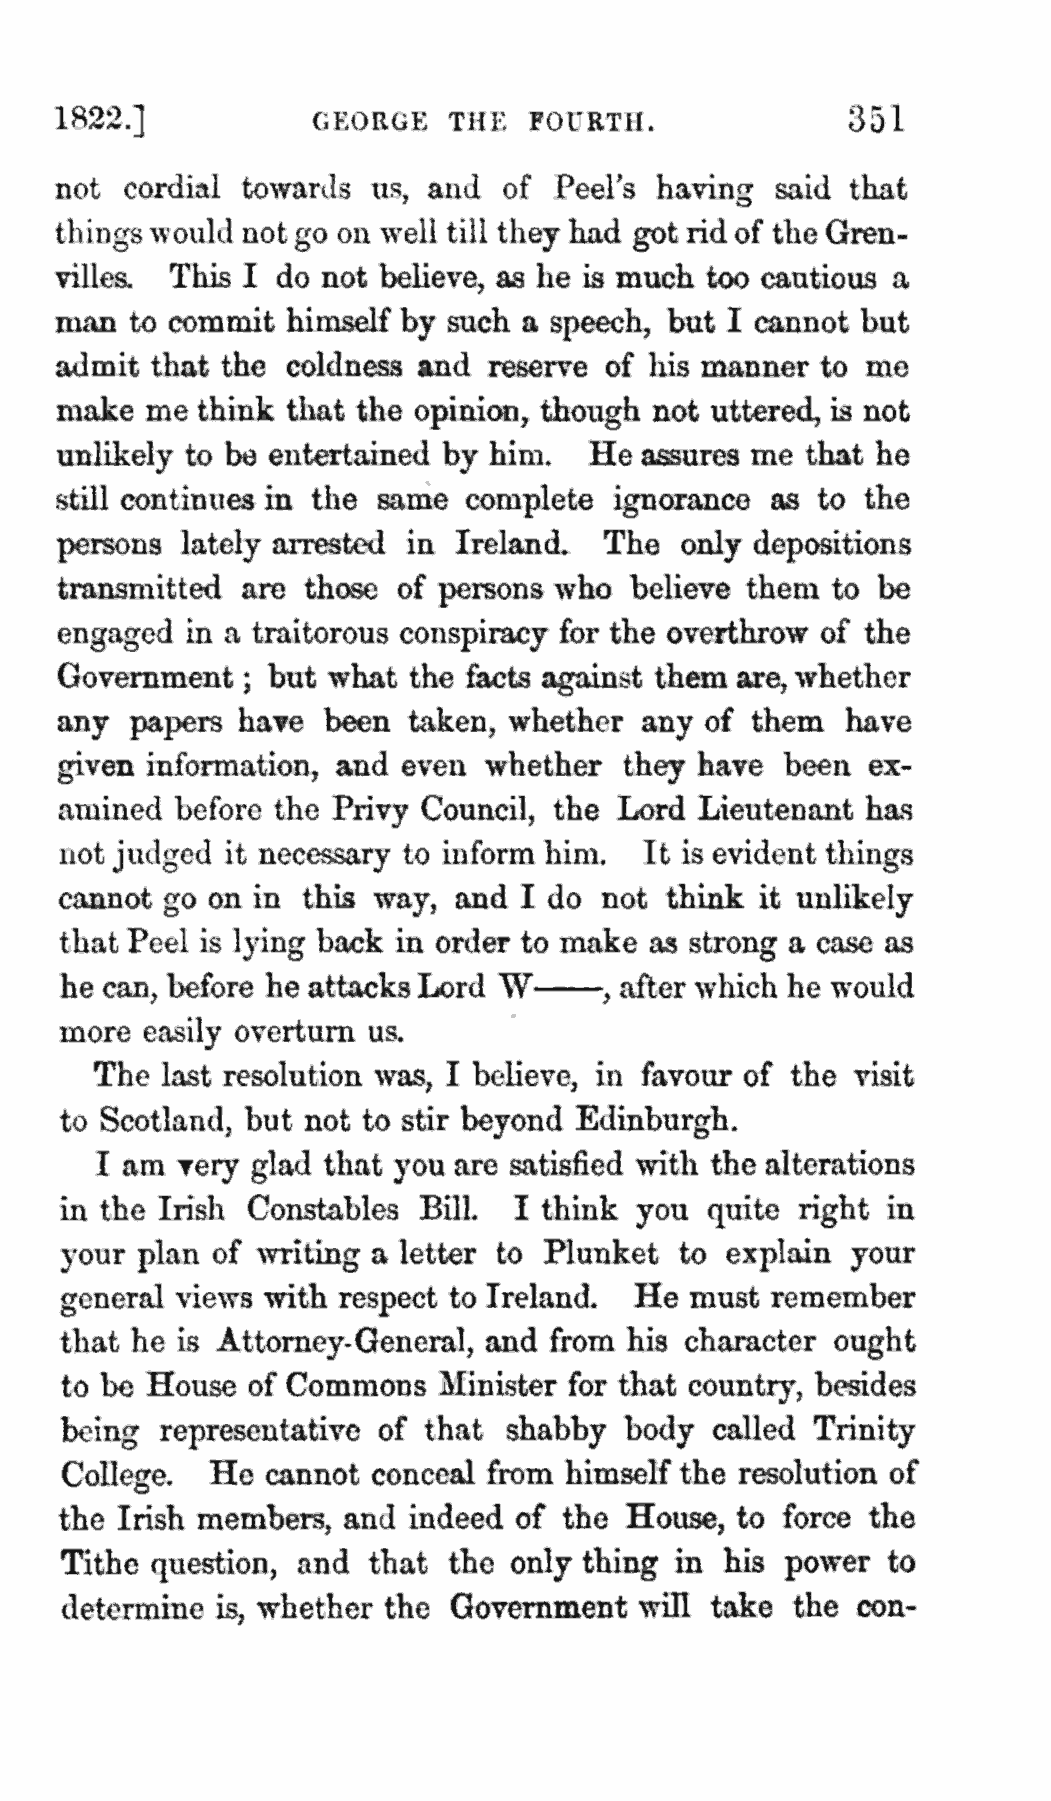 1822.] GEORGE THE FOURTH. 351
not cordial towards us, and of Peel's having said that
things would not go on well till they had got rid of the Gren-
villes. This I do not believe, as he is much too cautious a
man to commit himself by such a speech, but I cannot but
admit that the coldness and reserve of his manner to me
make me think that the opinion, though not uttered, is not
unlikely to be entertained by him. He assures me that he
still continues in the same complete ignorance as to the
persons lately arrested in Ireland. The only depositions
transmitted are those of persons who believe them to be
engaged in a traitorous conspiracy for the overthrow of the
Government; but what the facts against them are, whether
any papers have been taken, whether any of them have
given information, and even whether they have been ex-
amined before the Privy Council, the Lord Lieutenant has
not judged it necessary to inform him. It is evident things
cannot go on in this way, and I do not think it unlikely
that Peel is lying back in order to make as strong a case as
he can, before he attacks Lord W——, after which he would
more easily overturn us.
The last resolution was, I believe, in favour of the visit
to Scotland, but not to stir beyond Edinburgh.
I am very glad that you are satisfied with the alterations
in the Irish Constables Bill. I think you quite right in
your plan of writing a letter to Plunket to explain your
general views with respect to Ireland. He must remember
that he is Attorney-General, and from his character ought
to be House of Commons Minister for that country, besides
being representative of that shabby body called Trinity
College. He cannot conceal from himself the resolution of
the Irish members, and indeed of the House, to force the
Tithe question, and that the only thing in his power to
determine is, whether the Government will take the con-